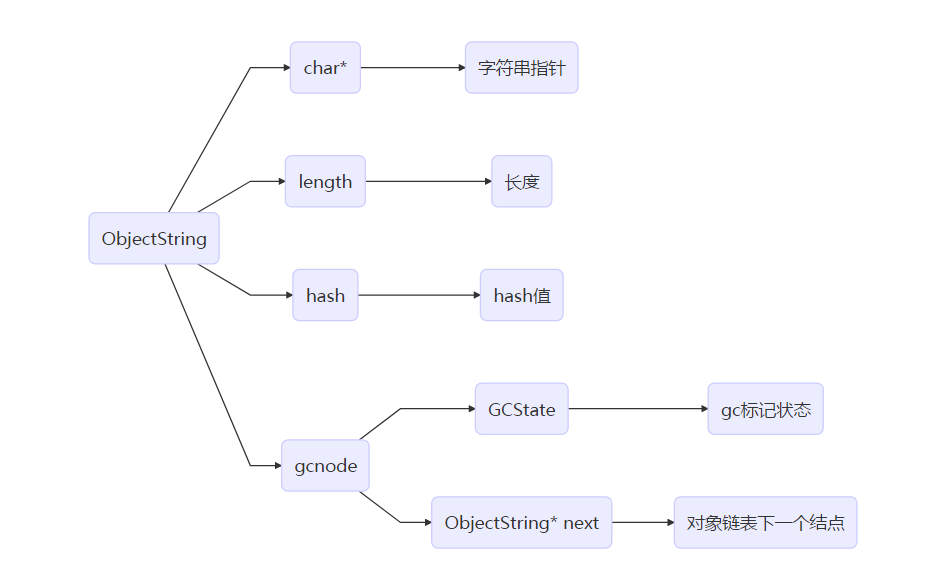 char*
字符串指针
length
长度
ObjectString
hash
hash值
GCState
gc标记状态
gcnode
ObjectString* next
对象链表下一个结点